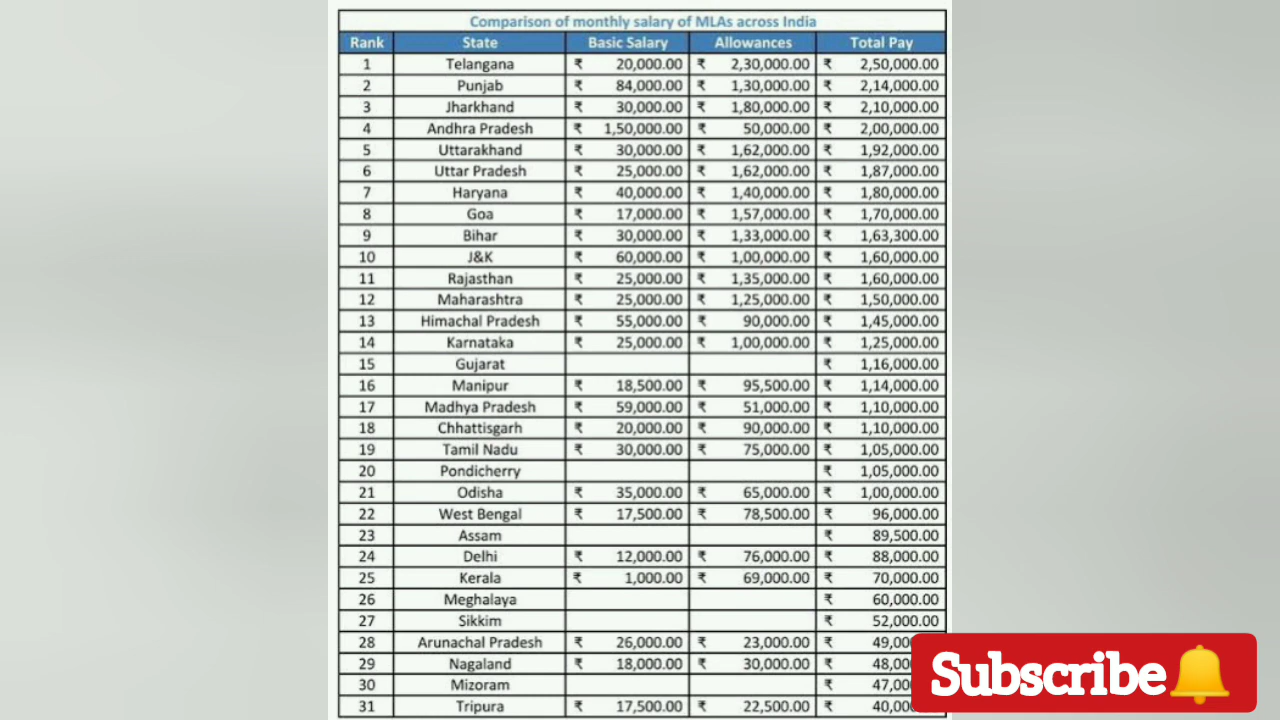 Comparison of monthly salary of MLAs across India
Rank State Basic Salary Allowances Total Pay
1 Telangana ₹ 20,000.00 ₹ 2,30,000.00 ₹ 2,50,000.00
2 Punjab ₹ 84,000.00 ₹ 1,30,000.00 ₹ 2,14,000.00
3 Jharkhand ₹ 30,000.00 ₹ 1,80,000.00 ₹ 2,10,000.00
4 Andhra Pradesh ₹ 1,50,000.00 ₹ 50,000.00 ₹ 2,00,000.00
5 Uttarakhand ₹ 30,000.00 ₹ 1,62,000.00 ₹ 1,92,000.00
6 Uttar Pradesh ₹ 25,000.00 ₹ 1,62,000.00 ₹ 1,87,000.00
7 Haryana ₹ 40,000.00 ₹ 1,40,000.00 ₹ 1,80,000.00
8 Goa ₹ 17,000.00 ₹ 1,57,000.00 ₹ 1,70,000.00
9 Bihar ₹ 30,000.00 ₹ 1,33,000.00 ₹ 1,63,300.00
10 J&K ₹ 60,000.00 ₹ 1,00,000.00 ₹ 1,60,000.00
11 Rajasthan ₹ 25,000.00 ₹ 1,35,000.00 ₹ 1,60,000.00
12 Maharashtra ₹ 25,000.00 ₹ 1,25,000.00 ₹ 1,50,000.00
13 Himachal Pradesh ₹ 55,000.00 ₹ 90,000.00 ₹ 1,45,000.00
14 Karnataka ₹ 25,000.00 ₹ 1,00,000.00 ₹ 1,25,000.00
15 Gujarat ₹ 1,16,000.00
16 Manipur ₹ 18,500.00 ₹ 95,500.00 ₹ 1,14,000.00
17 Madhya Pradesh ₹ 59,000.00 ₹ 51,000.00 ₹ 1,10,000.00
18 Chhattisgarh ₹ 20,000.00 ₹ 90,000.00 ₹ 1,10,000.00
19 Tamil Nadu ₹ 30,000.00 ₹ 75,000.00 ₹ 1,05,000.00
20 Pondicherry ₹ 1,05,000.00
21 Odisha ₹ 35,000.00 ₹ 65,000.00 ₹ 1,00,000.00
22 West Bengal ₹ 17,500.00 ₹ 78,500.00 ₹ 96,000.00
23 Assam ₹ 89,500.00
24 Delhi ₹ 12,000.00 ₹ 76,000.00 ₹ 88,000.00
25 Kerala ₹ 1,000.00 ₹ 69,000.00 ₹ 70,000.00
26 Meghalaya ₹ 60,000.00
27 Sikkim ₹ 52,000.00
28 Arunachal Pradesh ₹ 26,000.00 ₹ 23,000.00 ₹
29 Nagaland ₹ 18,000.00 ₹ 30,000.00 ₹
30 Mizoram ₹
31 Tripura ₹ 17,500.00 ₹ 22,500.00 ₹
Subscribe